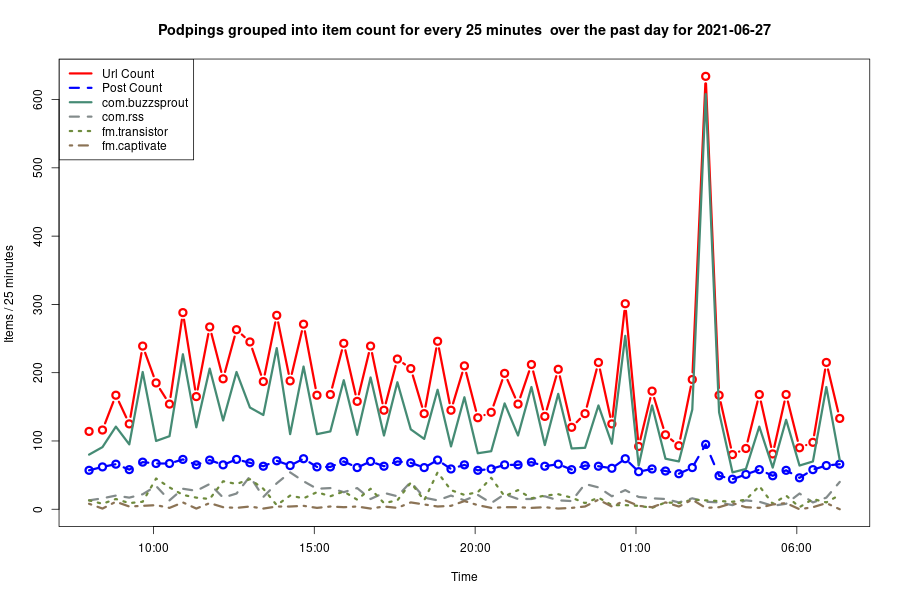 Podpings grouped into item count for every 25 minutes  over the past day for 2021-06-27
Url Count
Post Count
com.buzzsprout
com.rss
fm.transistor
fm.captivate
Items / 25 minutes
600
500
400
300
200
100
0
10:00 15:00 20:00 01:00 06:00
Time